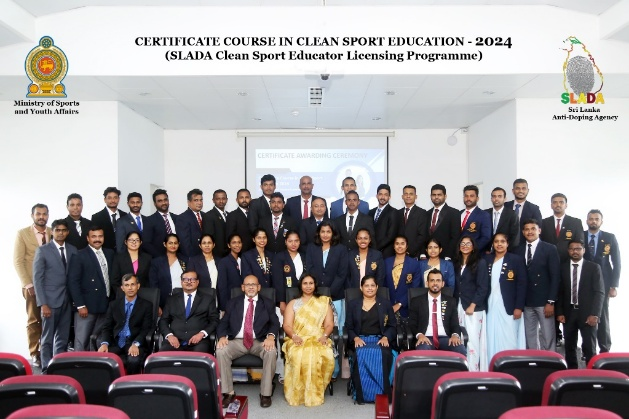 CERTIFICATE COURSE IN CLEAN SPORT EDUCATION - 2024
(SLADA Clean Sport Educator Licensing Programme)
Ministry of Sports
and Youth Affairs
SLADA
Sri Lanka
Anti-Doping Agency
CERTIFICATE AWARDING CEREMONY